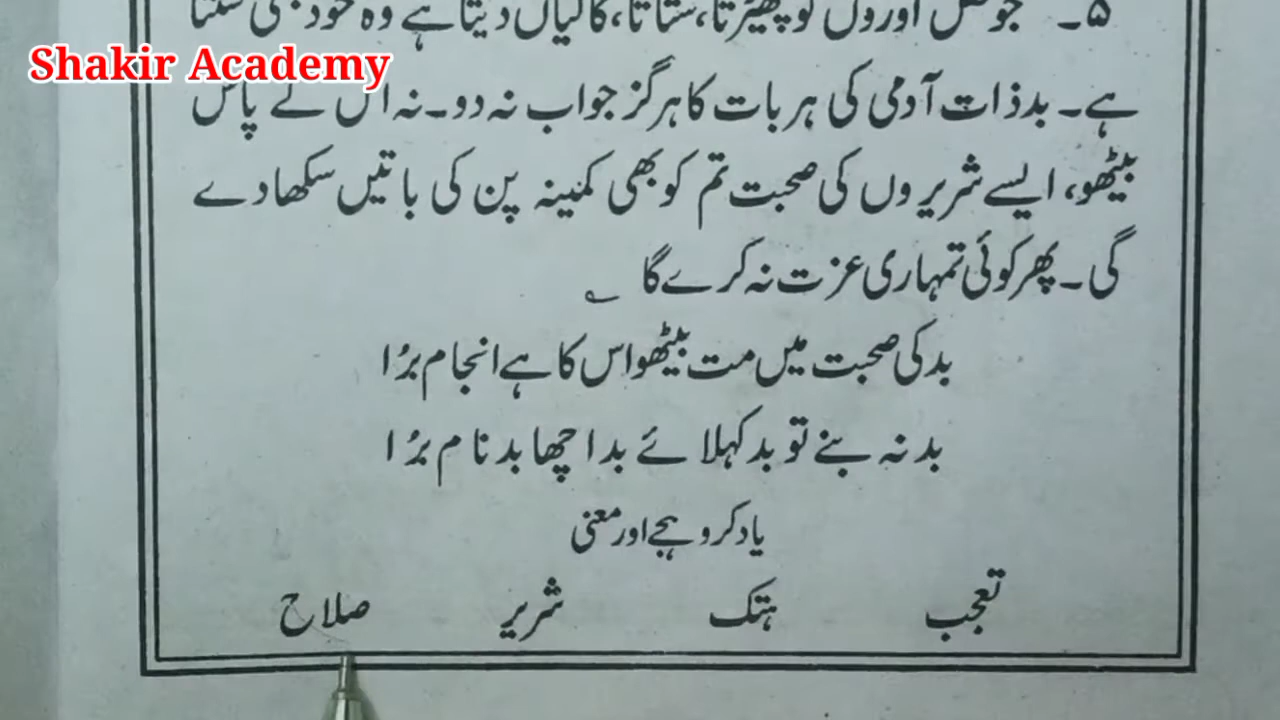 Shakir Academy
۵۔ جو شخص اوروں کو چھیڑتا، ستاتا، گالیاں دیتا ہے وہ خود بھی سنتا
ہے۔ بدذات آدمی کی ہر بات کا ہرگز جواب نہ دو۔ نہ اس کے پاس
بیٹھو، ایسے شریروں کی صحبت تم کو بھی کمینہ پن کی باتیں سکھا دے
گی۔ پھر کوئی تمہاری عزت نہ کرے گا ؎
بد کی صحبت میں مت بیٹھو اس کا ہے انجام بُرا
بد نہ بنے تو بد کہلائے بد اچھا بدنام بُرا
یاد کرو ہجے اور معنی
تعجب ہتک شریر صلاح